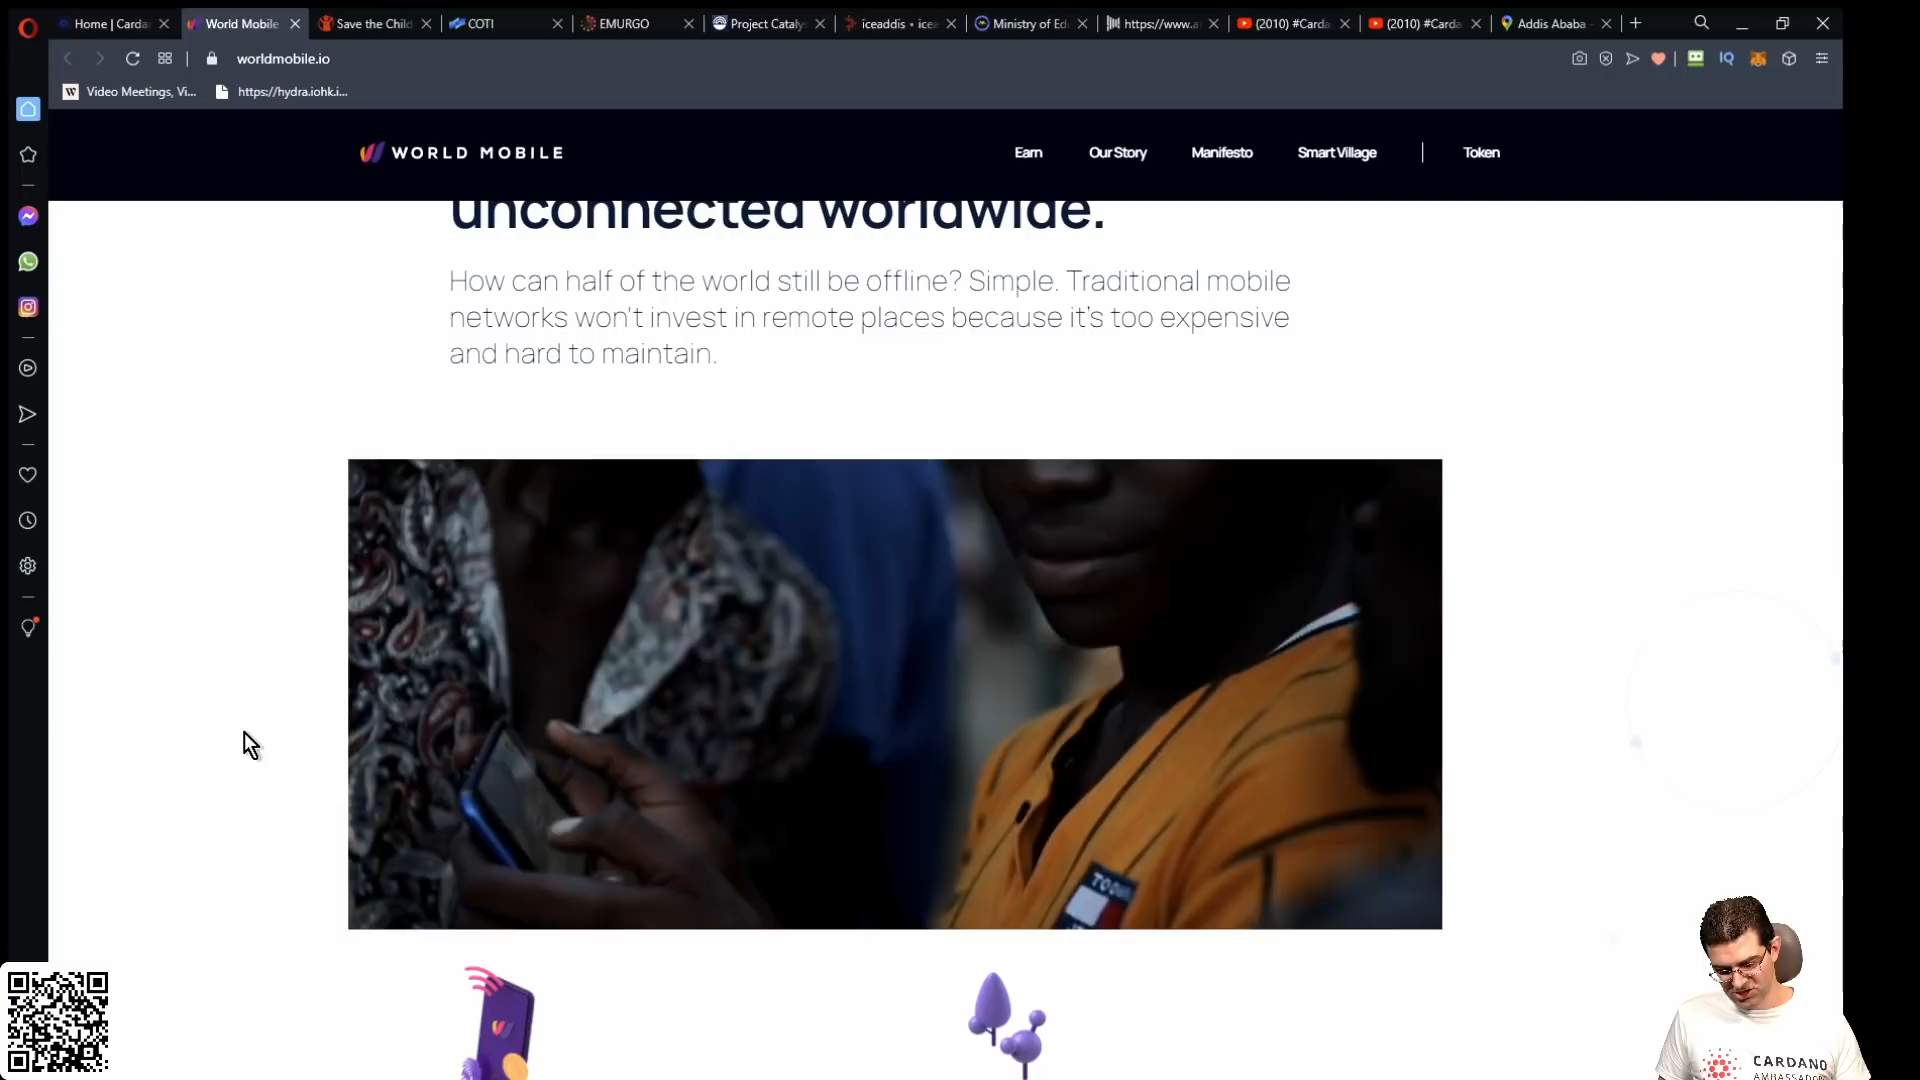 Home | Carda
World Mobile
Save the Child
COTI
EMURGO
Project Cataly
iceaddis • icea
Ministry of Ed
https://www.a
(2010) #Carda
(2010) #Carda
Addis Ababa -
worldmobile.io
IQ
W Video Meetings, Vi...
https://hydra.iohk.i...
WORLD MOBILE
Earn
Our Story
Manifesto
Smart Village
Token
unconnected worldwide.
How can half of the world still be offline? Simple. Traditional mobile
networks won't invest in remote places because it's too expensive
and hard to maintain.
CARDANO
AMBASSADOR